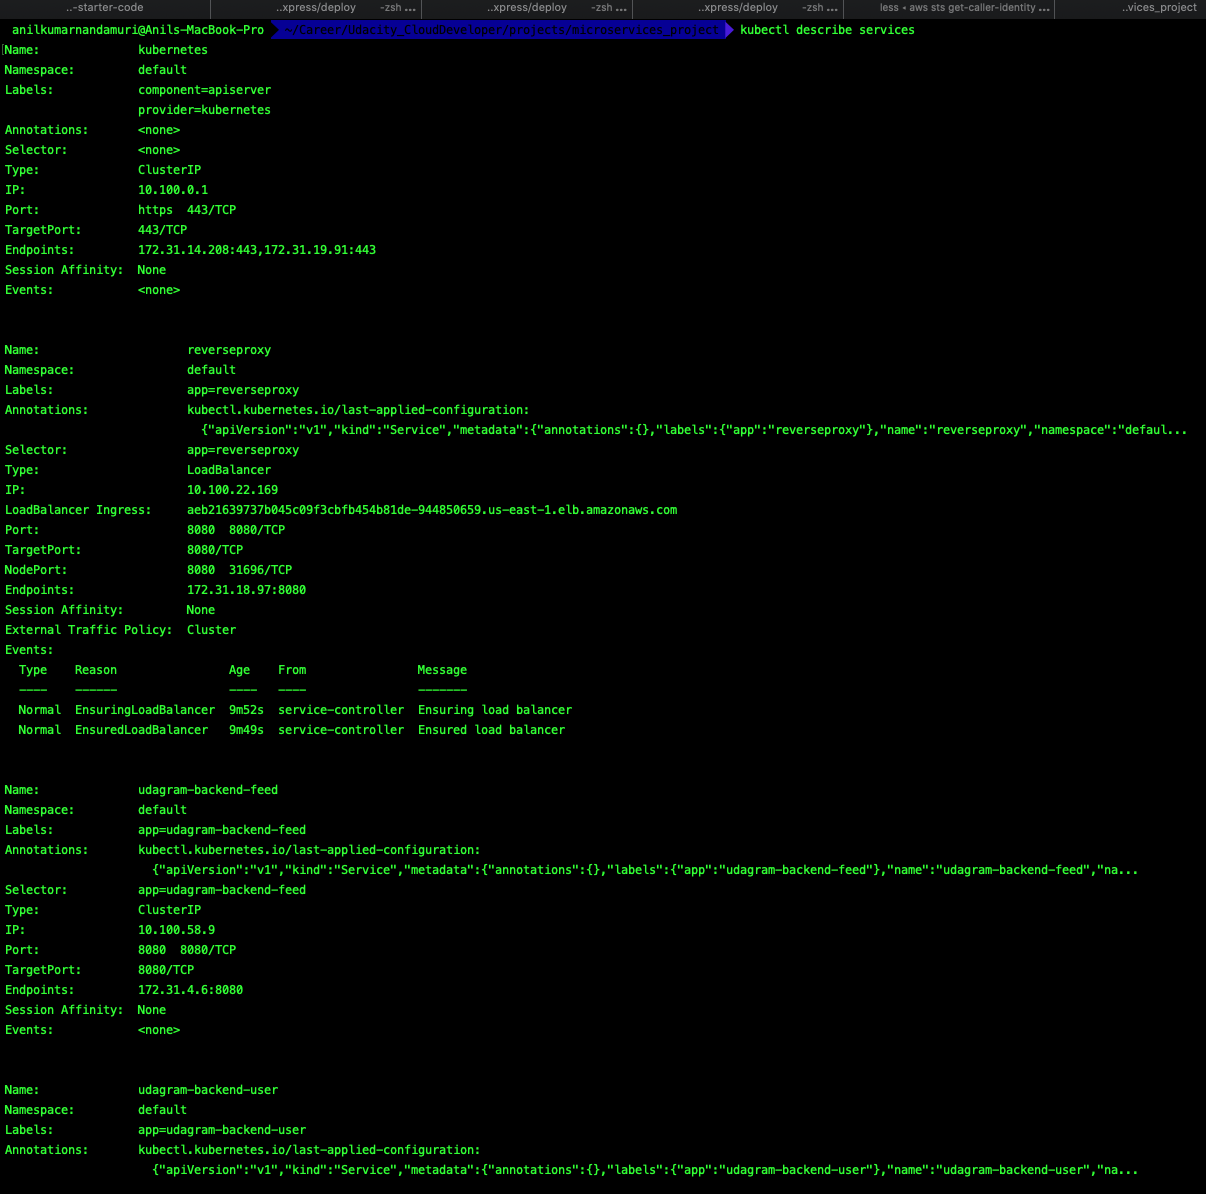 ..-starter-code ..xpress/deploy -zsh ... ..xpress/deploy -zsh ... ..xpress/deploy -zsh ... less ◂ aws sts get-caller-identity ... ..vices_project
anilkumarnandamuri@Anils-MacBook-Pro ~/Career/Udacity_CloudDeveloper/projects/microservices_project kubectl describe services
Name: kubernetes
Namespace: default
Labels: component=apiserver
provider=kubernetes
Annotations: <none>
Selector: <none>
Type: ClusterIP
IP: 10.100.0.1
Port: https 443/TCP
TargetPort: 443/TCP
Endpoints: 172.31.14.208:443,172.31.19.91:443
Session Affinity: None
Events: <none>
Name: reverseproxy
Namespace: default
Labels: app=reverseproxy
Annotations: kubectl.kubernetes.io/last-applied-configuration:
{"apiVersion":"v1","kind":"Service","metadata":{"annotations":{},"labels":{"app":"reverseproxy"},"name":"reverseproxy","namespace":"defaul...
Selector: app=reverseproxy
Type: LoadBalancer
IP: 10.100.22.169
LoadBalancer Ingress: aeb21639737b045c09f3cbfb454b81de-944850659.us-east-1.elb.amazonaws.com
Port: 8080 8080/TCP
TargetPort: 8080/TCP
NodePort: 8080 31696/TCP
Endpoints: 172.31.18.97:8080
Session Affinity: None
External Traffic Policy: Cluster
Events:
Type Reason Age From Message
---- ------ ---- ---- -------
Normal EnsuringLoadBalancer 9m52s service-controller Ensuring load balancer
Normal EnsuredLoadBalancer 9m49s service-controller Ensured load balancer
Name: udagram-backend-feed
Namespace: default
Labels: app=udagram-backend-feed
Annotations: kubectl.kubernetes.io/last-applied-configuration:
{"apiVersion":"v1","kind":"Service","metadata":{"annotations":{},"labels":{"app":"udagram-backend-feed"},"name":"udagram-backend-feed","na...
Selector: app=udagram-backend-feed
Type: ClusterIP
IP: 10.100.58.9
Port: 8080 8080/TCP
TargetPort: 8080/TCP
Endpoints: 172.31.4.6:8080
Session Affinity: None
Events: <none>
Name: udagram-backend-user
Namespace: default
Labels: app=udagram-backend-user
Annotations: kubectl.kubernetes.io/last-applied-configuration:
{"apiVersion":"v1","kind":"Service","metadata":{"annotations":{},"labels":{"app":"udagram-backend-user"},"name":"udagram-backend-user","na...